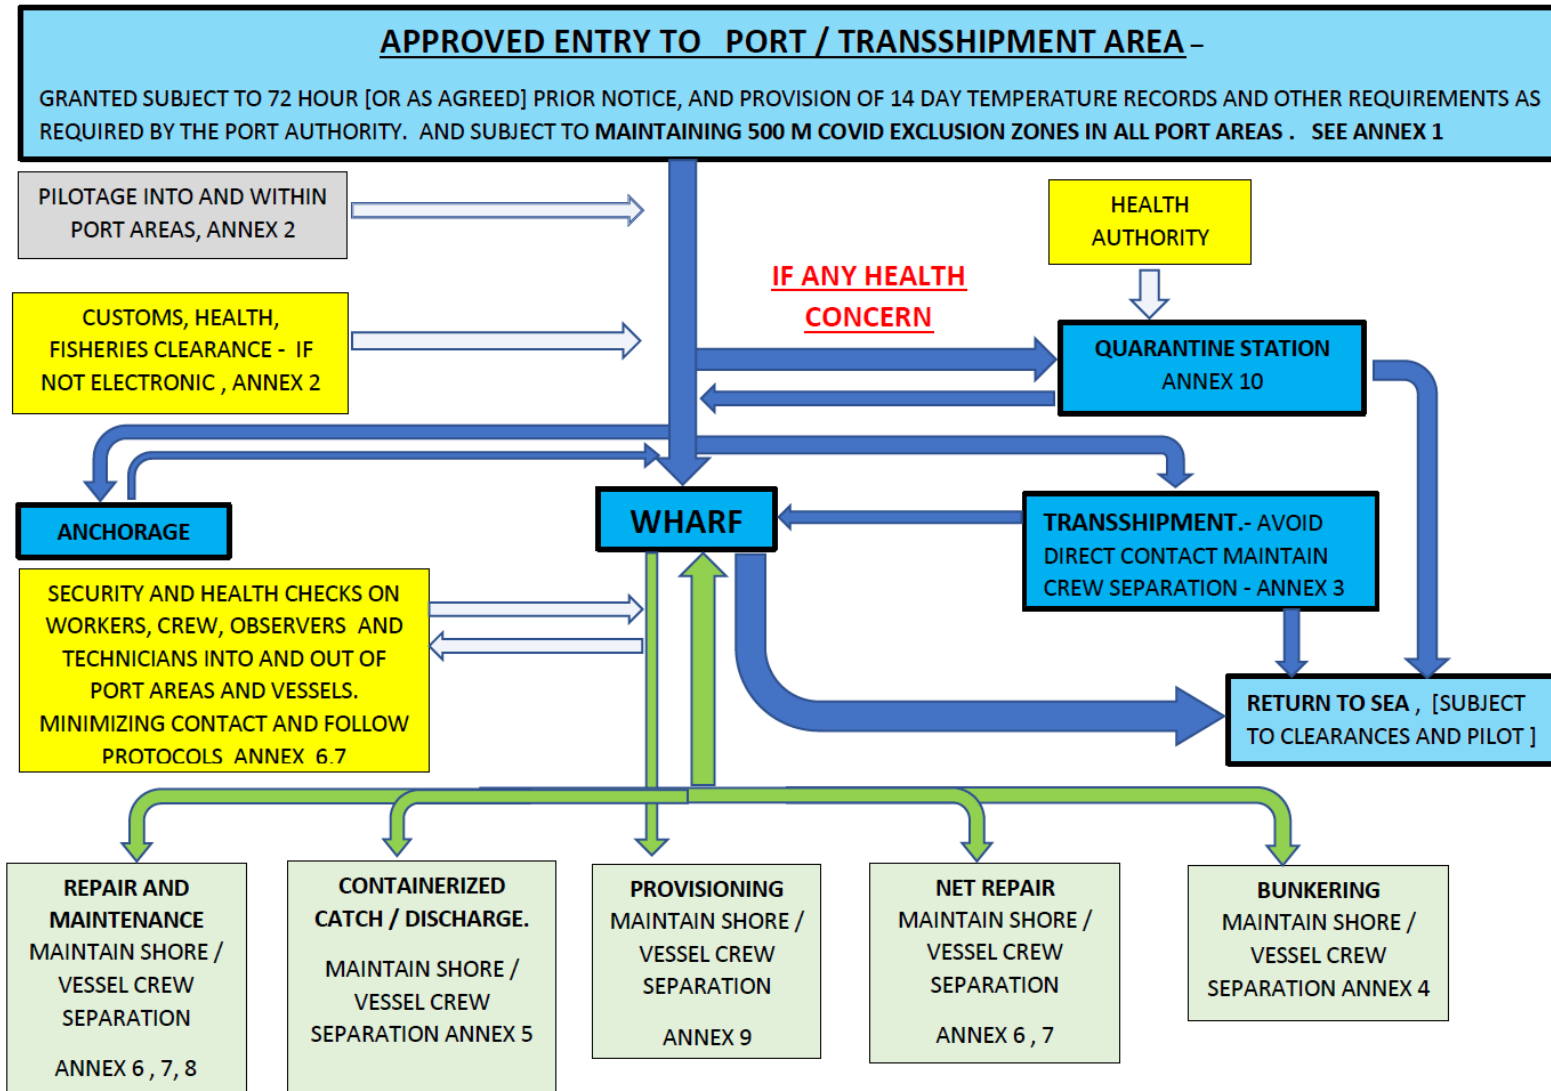 APPROVED ENTRY TO PORT / TRANSSHIPMENT AREA –
GRANTED SUBJECT TO 72 HOUR [OR AS AGREED] PRIOR NOTICE, AND PROVISION OF 14 DAY TEMPERATURE RECORDS AND OTHER REQUIREMENTS AS
REQUIRED BY THE PORT AUTHORITY. AND SUBJECT TO MAINTAINING 500 M COVID EXCLUSION ZONES IN ALL PORT AREAS . SEE ANNEX 1
PILOTAGE INTO AND WITHIN
PORT AREAS, ANNEX 2
HEALTH
AUTHORITY
IF ANY HEALTH
CONCERN
CUSTOMS, HEALTH,
FISHERIES CLEARANCE - IF
NOT ELECTRONIC , ANNEX 2
QUARANTINE STATION
ANNEX 10
ANCHORAGE
WHARF
TRANSSHIPMENT.- AVOID
DIRECT CONTACT MAINTAIN
CREW SEPARATION - ANNEX 3
SECURITY AND HEALTH CHECKS ON
WORKERS, CREW, OBSERVERS AND
TECHNICIANS INTO AND OUT OF
PORT AREAS AND VESSELS.
MINIMIZING CONTACT AND FOLLOW
PROTOCOLS ANNEX 6.7
RETURN TO SEA , [SUBJECT
TO CLEARANCES AND PILOT ]
REPAIR AND
MAINTENANCE
MAINTAIN SHORE /
VESSEL CREW
SEPARATION
ANNEX 6 , 7, 8
CONTAINERIZED
CATCH / DISCHARGE.
MAINTAIN SHORE /
VESSEL CREW
SEPARATION ANNEX 5
PROVISIONING
MAINTAIN SHORE /
VESSEL CREW
SEPARATION
ANNEX 9
NET REPAIR
MAINTAIN SHORE /
VESSEL CREW
SEPARATION
ANNEX 6 , 7
BUNKERING
MAINTAIN SHORE /
VESSEL CREW
SEPARATION ANNEX 4